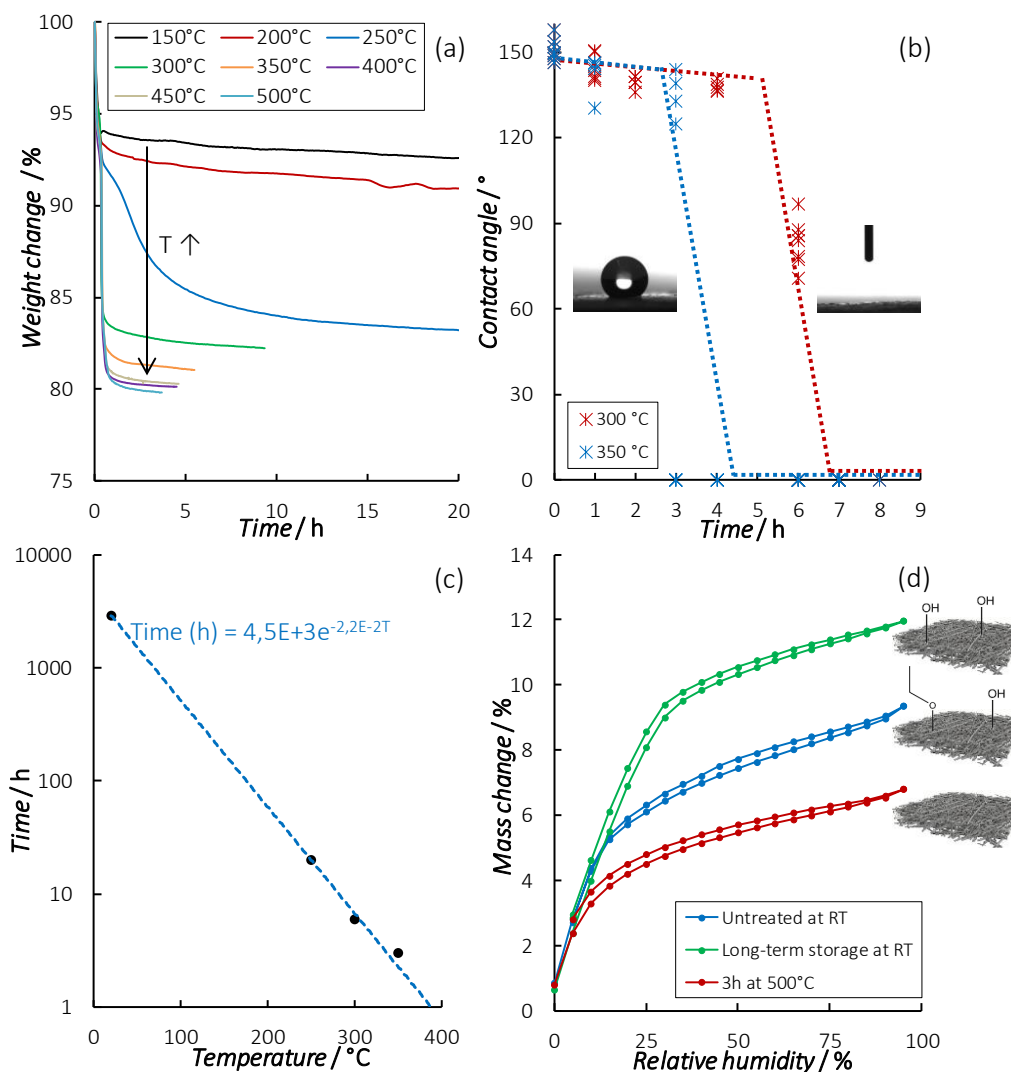 (a)
150°C 200°C 250°C
300°C 350°C 400°C
450°C 500°C
T ↑
100
95
90
85
80
75
0 5 10 15 20
Weight change / %
Time / h
(b)
150
120
90
60
30
0
0 1 2 3 4 5 6 7 8 9
Contact angle / °
Time / h
300 °C
350 °C
(c)
Time (h) = 4,5E+3e-2,2E-2T
10000
1000
100
10
1
0 100 200 300 400
Time / h
Temperature / °C
(d)
14
12
10
8
6
4
2
0
0 25 50 75 100
Mass change / %
Relative humidity / %
OH
OH
O
OH
Untreated at RT
Long-term storage at RT
3h at 500°C